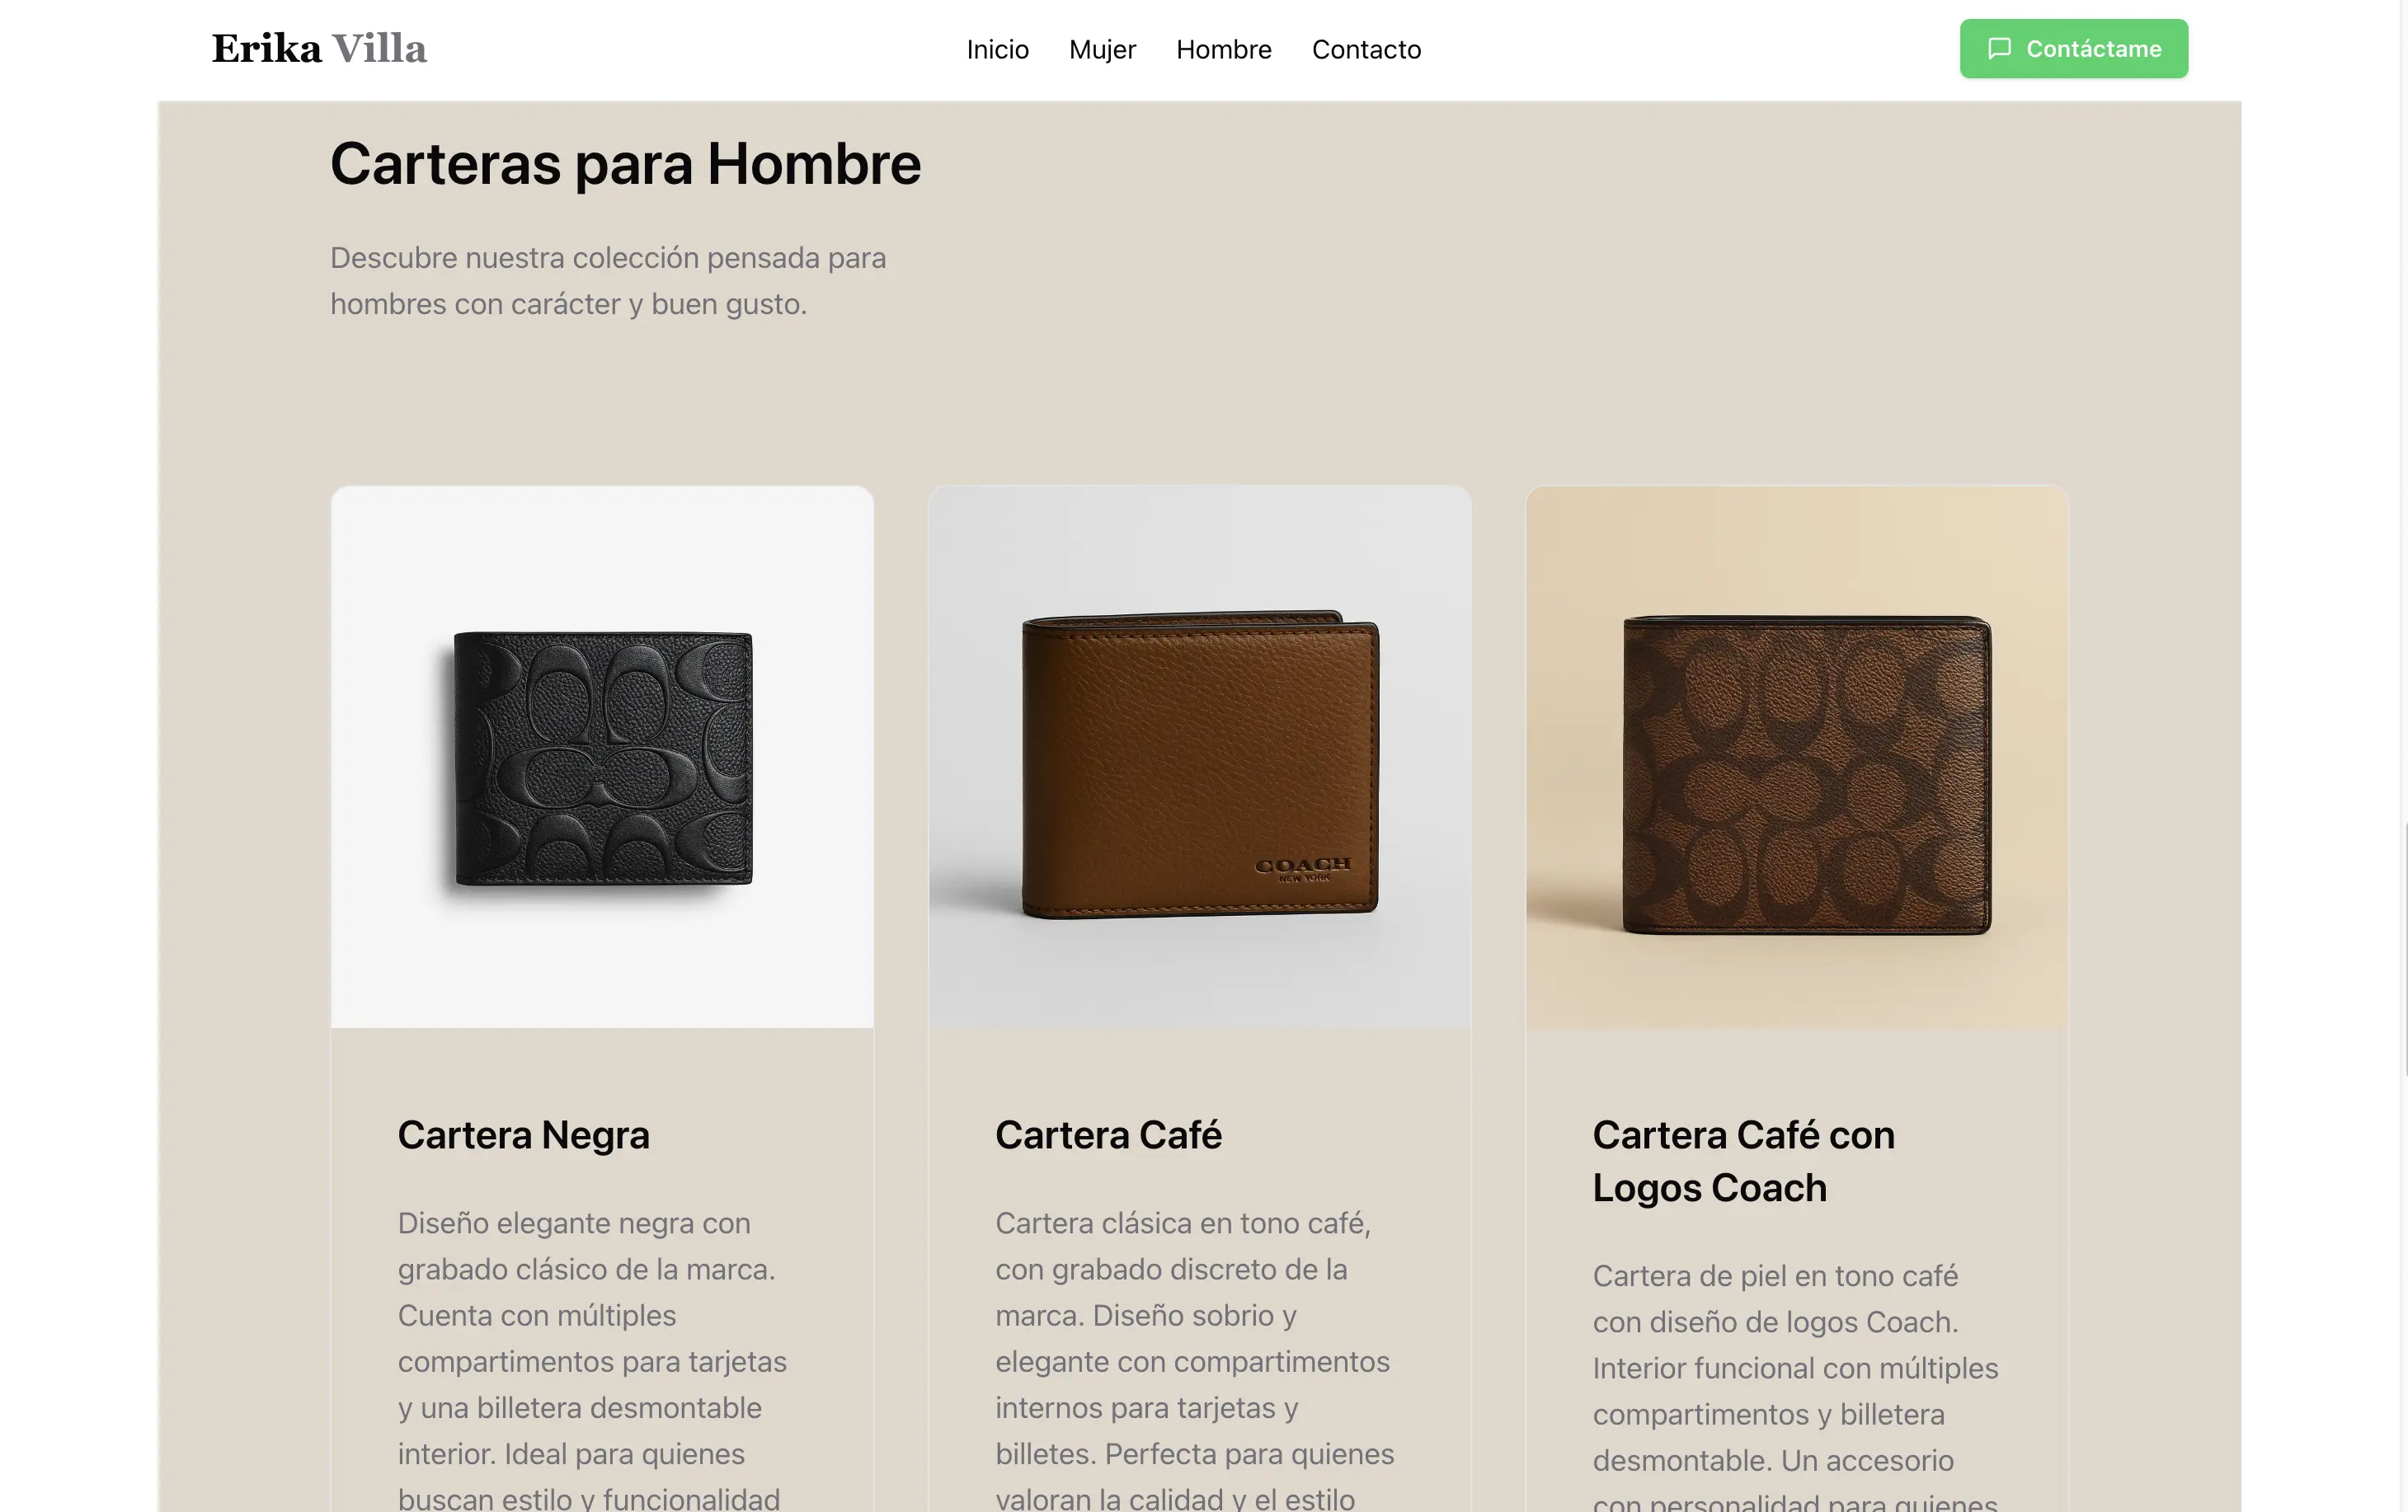 Erika Villa
Inicio
Mujer
Hombre
Contacto
Contáctame
Carteras para Hombre
Descubre nuestra colección pensada para
hombres con carácter y buen gusto.
COACH
NEW YORK
Cartera Negra
Diseño elegante negra con
grabado clásico de la marca.
Cuenta con múltiples
compartimentos para tarjetas
y una billetera desmontable
interior. Ideal para quienes
buscan estilo y funcionalidad
Cartera Café
Cartera clásica en tono café,
con grabado discreto de la
marca. Diseño sobrio y
elegante con compartimentos
internos para tarjetas y
billetes. Perfecta para quienes
valoran la calidad y el estilo
Cartera Café con
Logos Coach
Cartera de piel en tono café
con diseño de logos Coach.
Interior funcional con múltiples
compartimentos y billetera
desmontable. Un accesorio
con personalidad para quienes